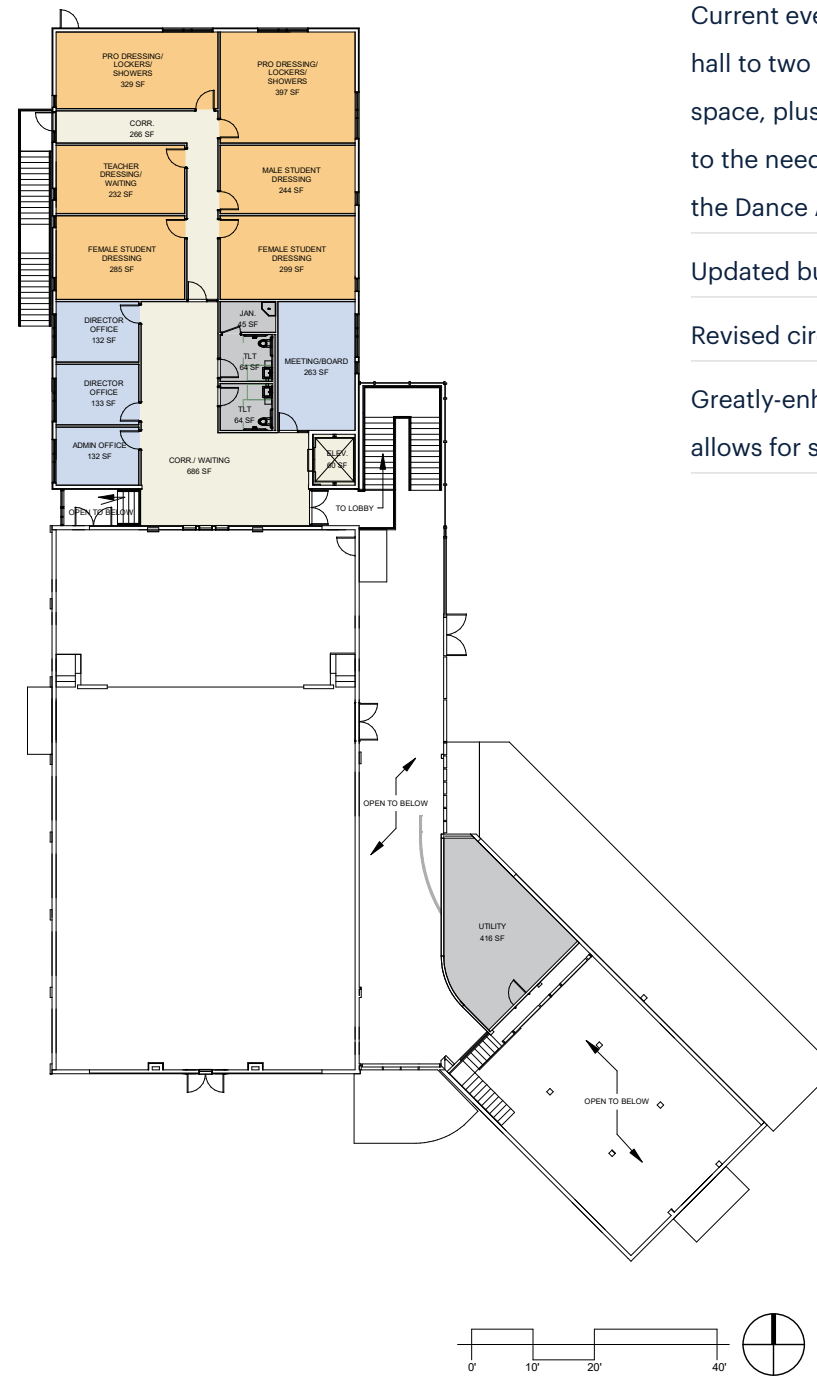 PRO DRESSING/
LOCKERS/
SHOWERS
329 SF
PRO DRESSING/
LOCKERS/
SHOWERS
397 SF
CORR.
266 SF
TEACHER
DRESSING/
WAITING
232 SF
MALE STUDENT
DRESSING
244 SF
FEMALE STUDENT
DRESSING
285 SF
FEMALE STUDENT
DRESSING
299 SF
DIRECTOR
OFFICE
132 SF
JAN.
45 SF
TLT
64 SF
MEETING/BOARD
263 SF
DIRECTOR
OFFICE
133 SF
TLT
64 SF
ADMIN OFFICE
132 SF
CORR./ WAITING
686 SF
ELEV.
60 SF
OPEN TO BELOW
TO LOBBY
OPEN TO BELOW
UTILITY
416 SF
OPEN TO BELOW
0' 10' 20' 40'
Current eve
hall to two
space, plus
to the need
the Dance
Updated bu
Revised cir
Greatly-enh
allows for s